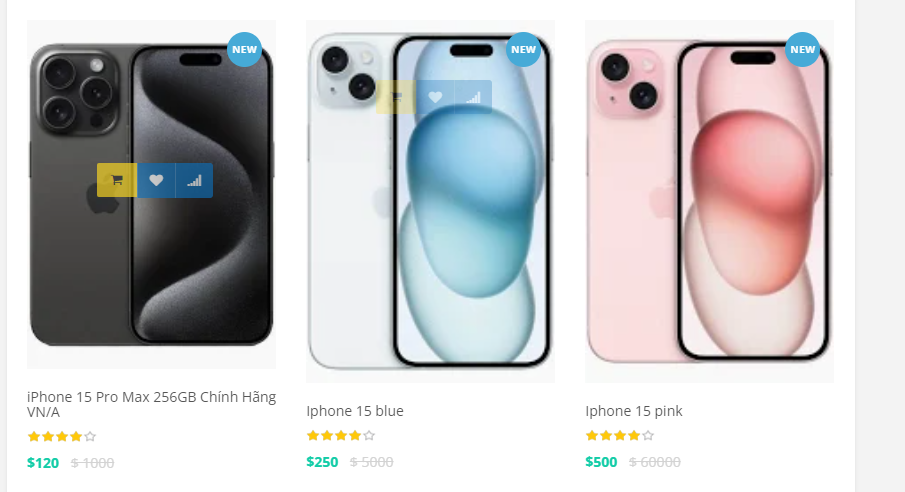 NEW
NEW
NEW
iPhone 15 Pro Max 256GB Chính Hãng
VN/A
Iphone 15 blue
Iphone 15 pink
$120 $ 1000
$250 $ 5000
$500 $ 60000